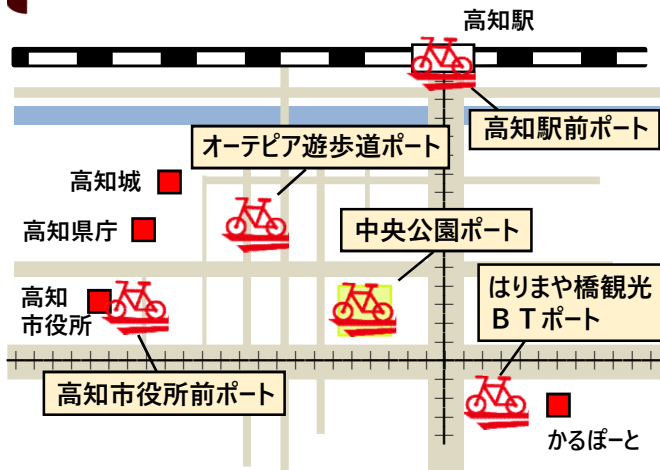 高知駅
高知駅前ポート
オーテピア遊歩道ポート
高知城
高知県庁
中央公園ポート
高知
市役所
はりまや橋観光
ＢＴポート
高知市役所前ポート
かるぽーと